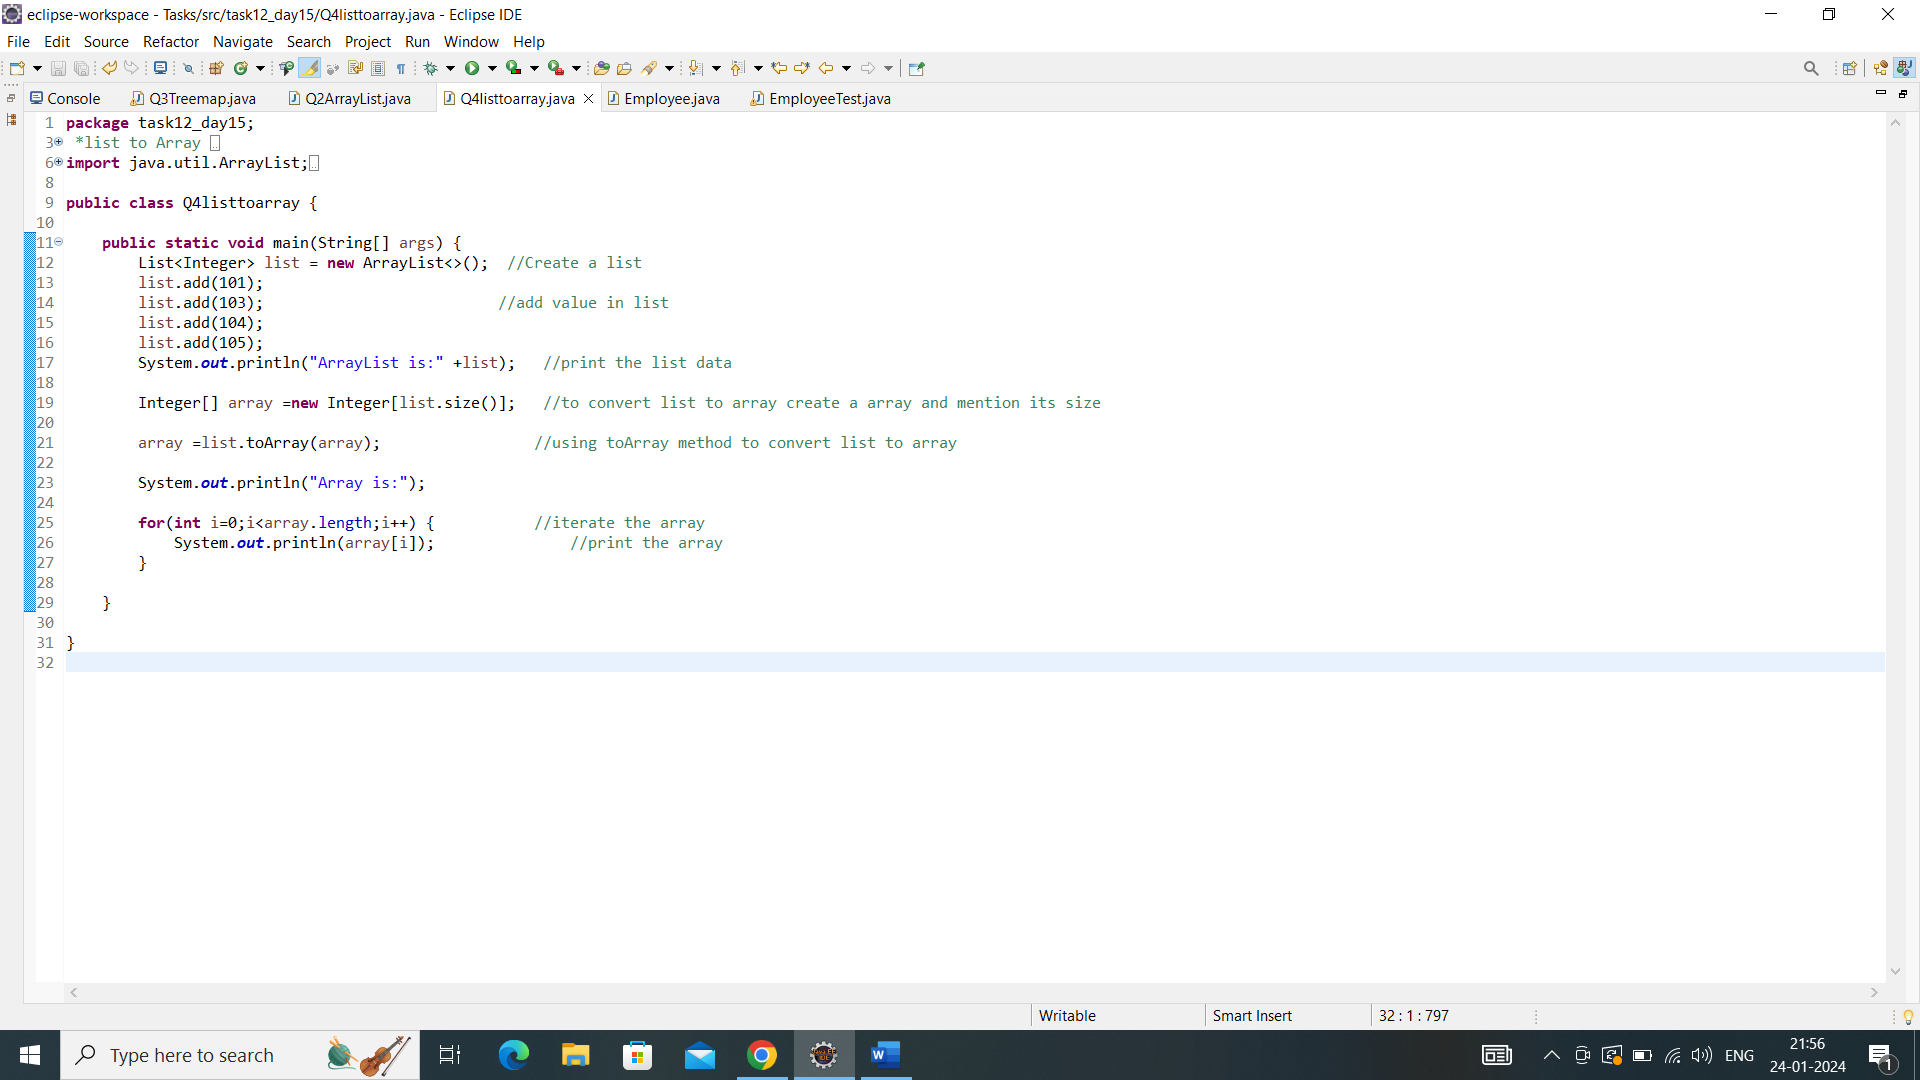 eclipse-workspace - Tasks/src/task12_day15/Q4listtoarray.java - Eclipse IDE
File Edit Source Refactor Navigate Search Project Run Window Help
Console Q3Treemap.java Q2ArrayList.java Q4listtoarray.java Employee.java EmployeeTest.java
1 package task12_day15;
3 *list to Array
6 import java.util.ArrayList;
8
9 public class Q4listtoarray {
10
11 public static void main(String[] args) {
12 List<Integer> list = new ArrayList<>(); //Create a list
13 list.add(101);
14 list.add(103); //add value in list
15 list.add(104);
16 list.add(105);
17 System.out.println("ArrayList is:" +list); //print the list data
18
19 Integer[] array =new Integer[list.size()]; //to convert list to array create a array and mention its size
20
21 array =list.toArray(array); //using toArray method to convert list to array
22
23 System.out.println("Array is:");
24
25 for(int i=0;i<array.length;i++) { //iterate the array
26 System.out.println(array[i]); //print the array
27 }
28
29 }
30
31 }
32
Writable Smart Insert 32 : 1 : 797
Type here to search
ENG
21:56
24-01-2024
1